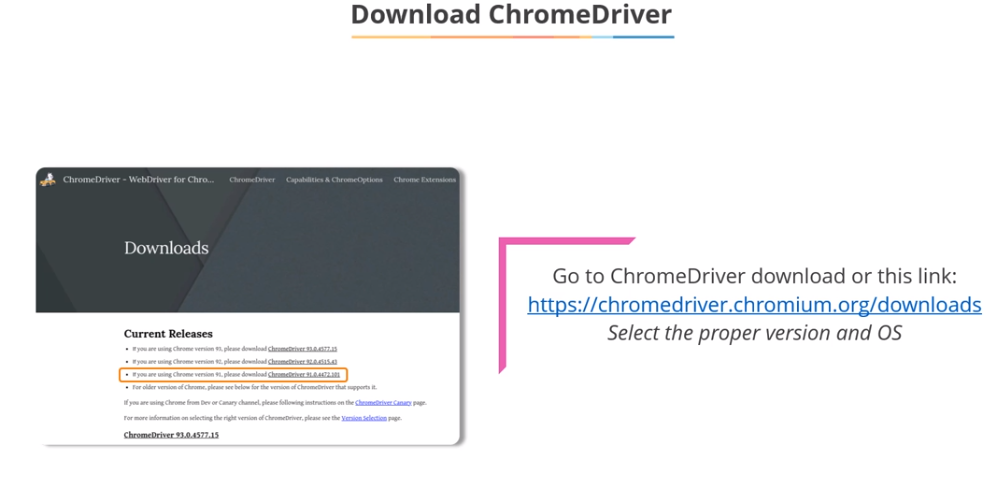 Download ChromeDriver
ChromeDriver - WebDriver for Chro... ChromeDriver Capabilities & ChromeOptions Chrome Extensions
Downloads
Go to ChromeDriver download or this link:
https://chromedriver.chromium.org/downloads
Select the proper version and OS
Current Releases
If you are using Chrome version 93, please download ChromeDriver 93.0.4577.15
If you are using Chrome version 92, please download ChromeDriver 92.0.4515.43
If you are using Chrome version 91, please download ChromeDriver 91.0.4472.101
For older version of Chrome, please see below for the version of ChromeDriver that supports it.
If you are using Chrome from Dev or Canary channel, please following instructions on the ChromeDriver Canary page.
For more information on selecting the right version of ChromeDriver, please see the Version Selection page.
ChromeDriver 93.0.4577.15